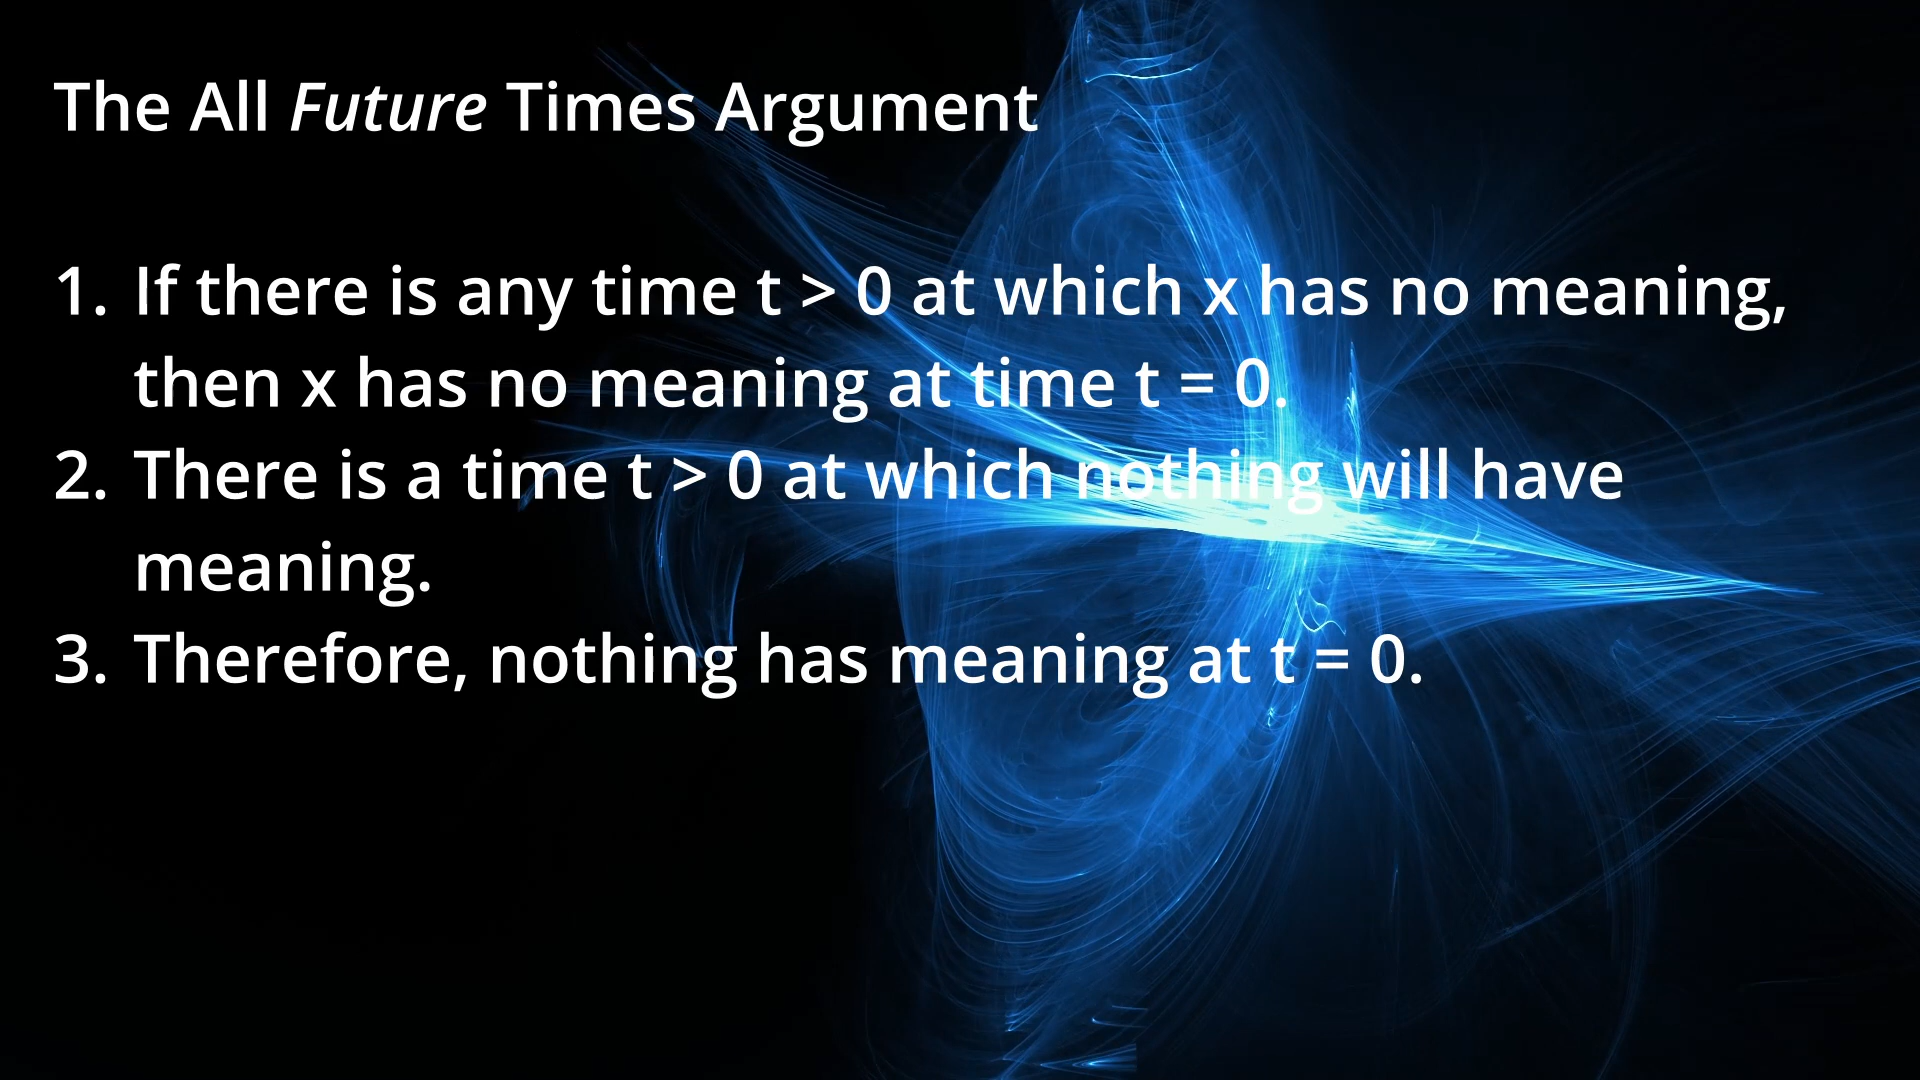 The All Future Times Argument
1. If there is any time t > 0 at which x has no meaning,
then x has no meaning at time t = 0.
2. There is a time t > 0 at which nothing will have
meaning.
3. Therefore, nothing has meaning at t = 0.